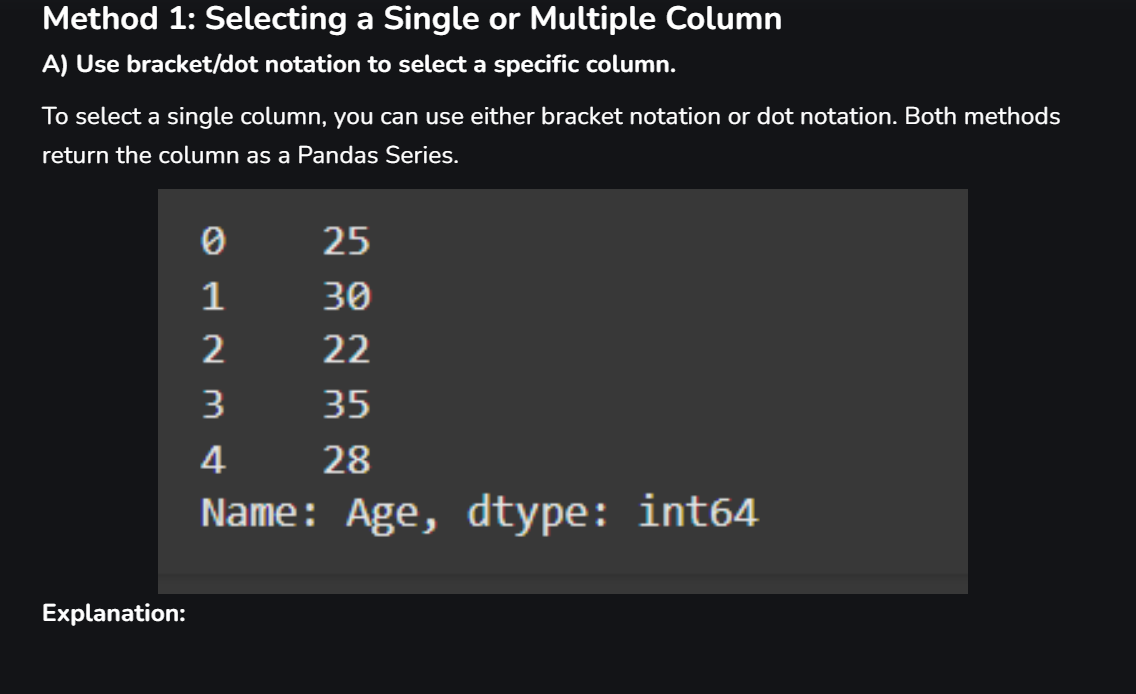 Method 1: Selecting a Single or Multiple Column
A) Use bracket/dot notation to select a specific column.
To select a single column, you can use either bracket notation or dot notation. Both methods
return the column as a Pandas Series.
0 25
1 30
2 22
3 35
4 28
Name: Age, dtype: int64
Explanation: